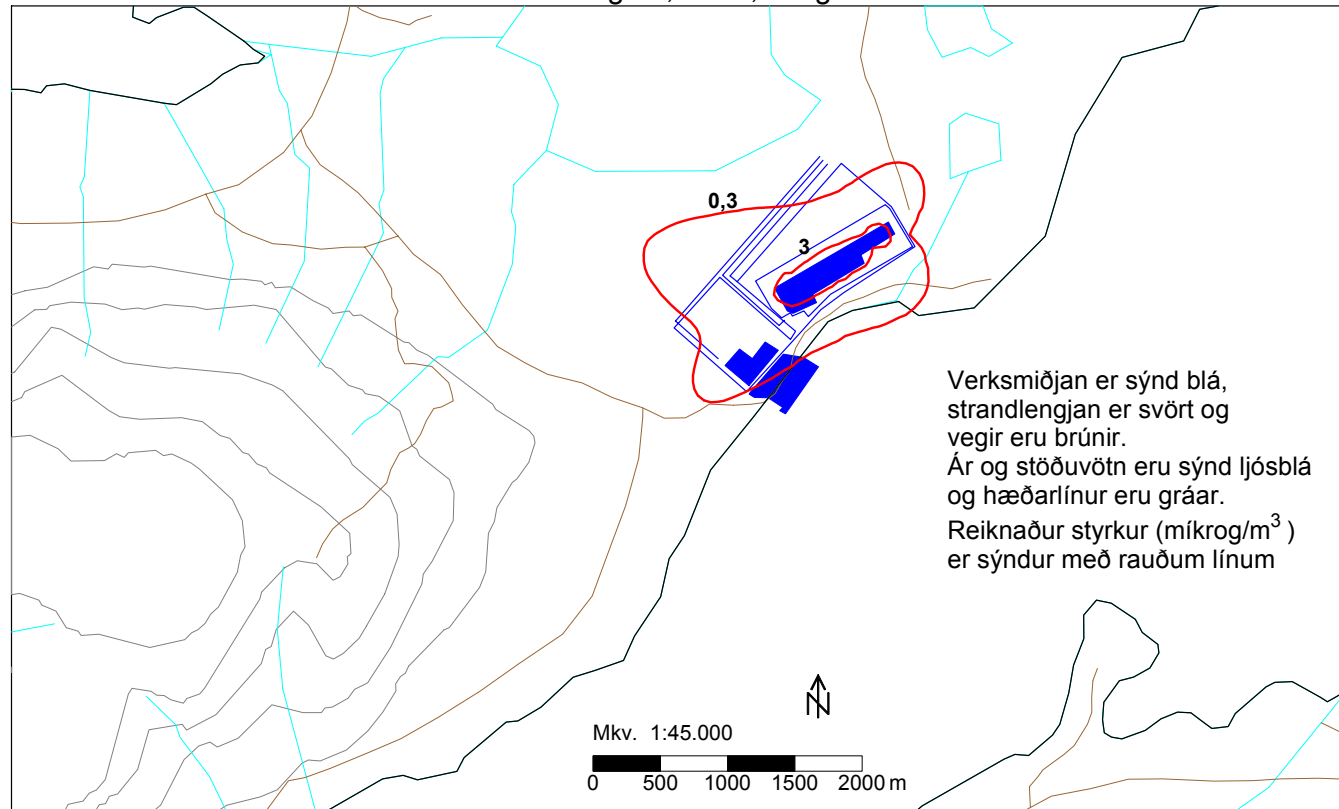 0,3
3
Verksmiðjan er sýnd blá,
strandlengjan er svört og
vegir eru brúnir.
Ár og stöðuvötn eru sýnd ljósblá
og hæðarlínur eru gráar.
Reiknaður styrkur (míkrog/m³ )
er sýndur með rauðum línum
N
Mkv. 1:45.000
0 500 1000 1500 2000 m